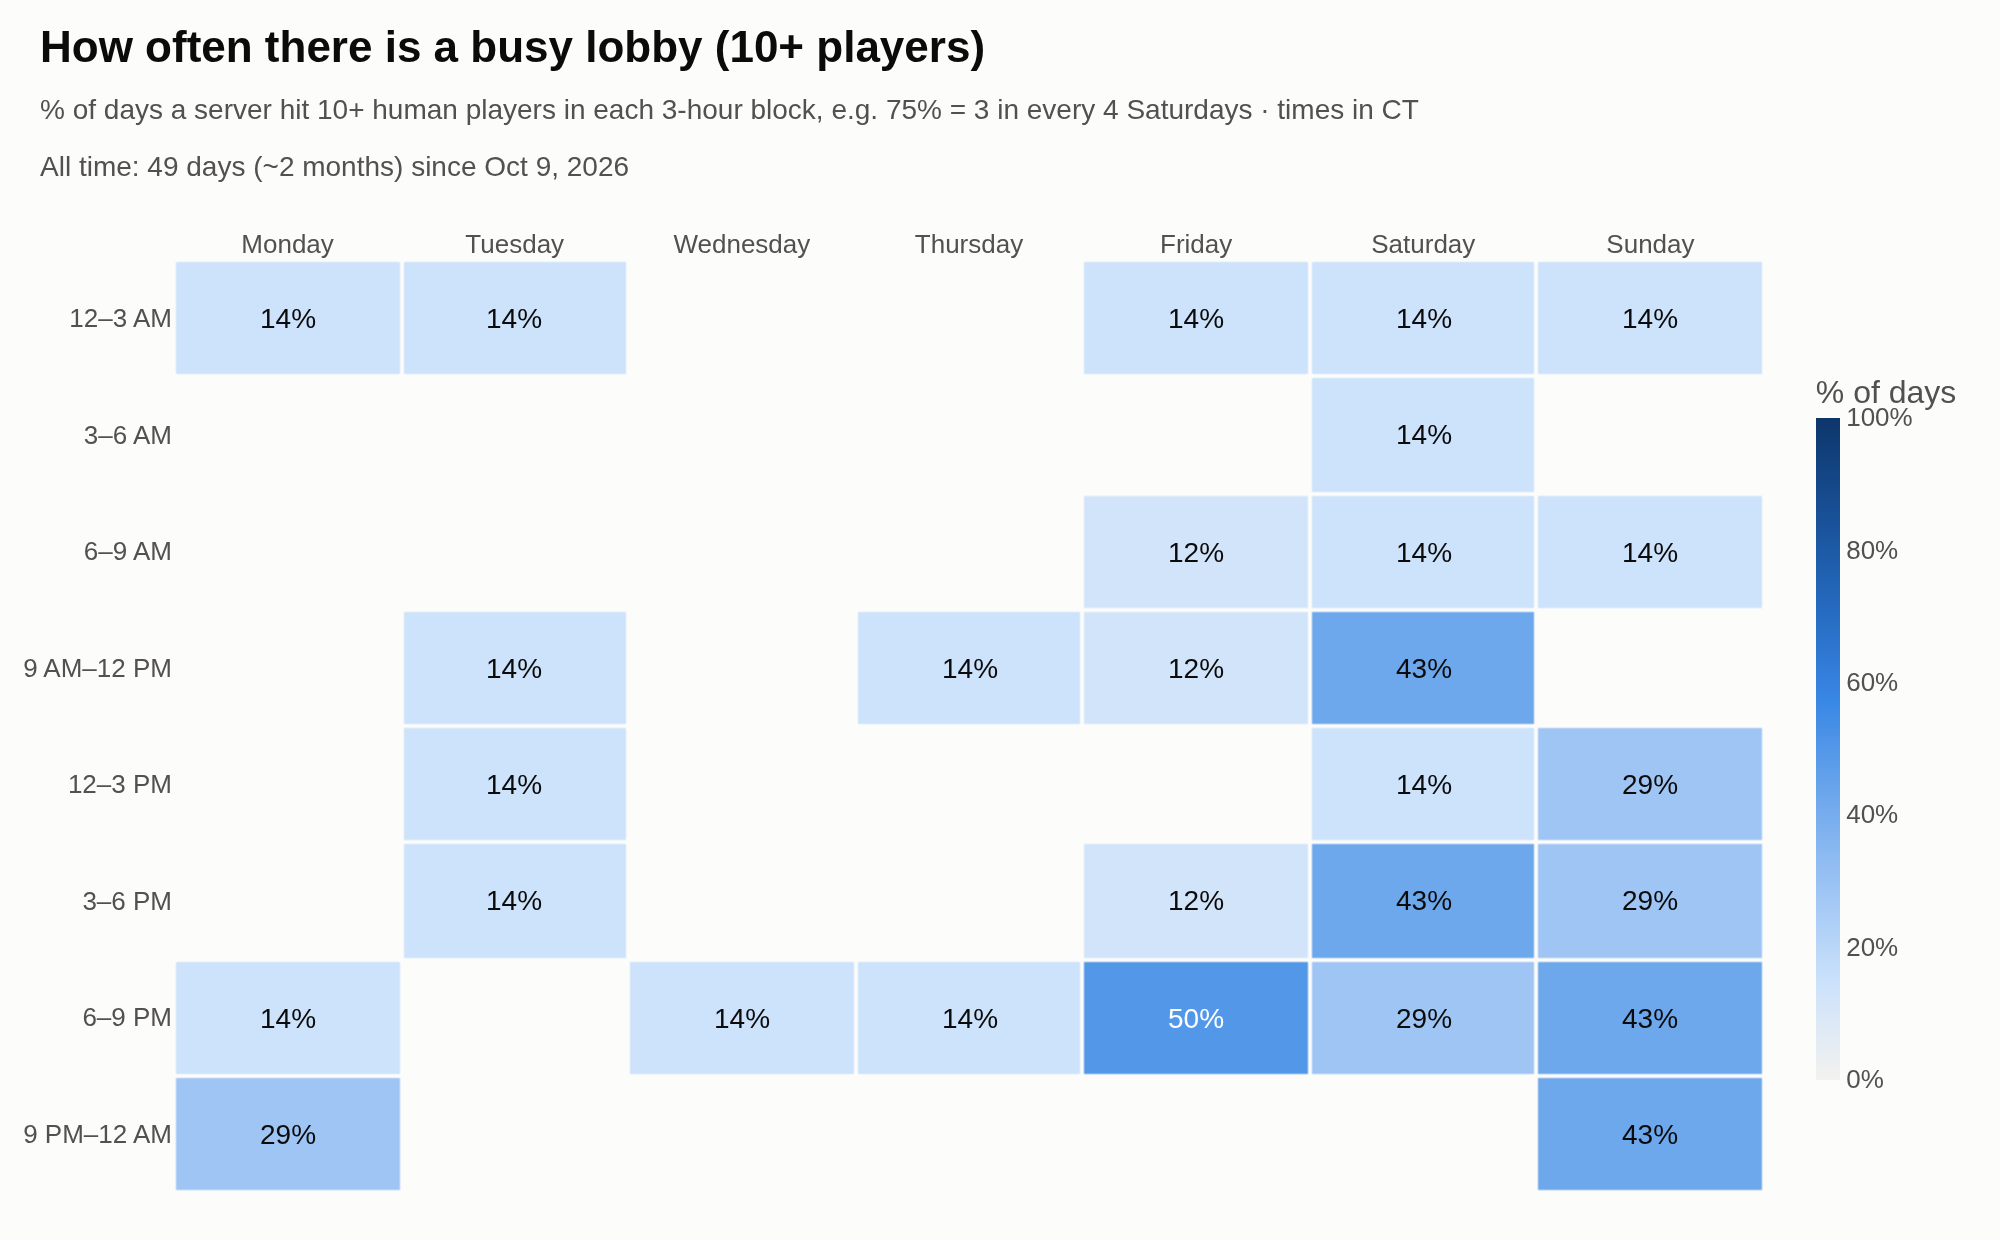 How often there is a busy lobby (10+ players)
% of days a server hit 10+ human players in each 3-hour block, e.g. 75% = 3 in every 4 Saturdays · times in CT
All time: 49 days (~2 months) since Oct 9, 2026
Monday Tuesday Wednesday Thursday Friday Saturday Sunday
12–3 AM 14% 14% 14% 14% 14%
3–6 AM 14%
6–9 AM 12% 14% 14%
9 AM–12 PM 14% 14% 12% 43%
12–3 PM 14% 14% 29%
3–6 PM 14% 12% 43% 29%
6–9 PM 14% 14% 14% 50% 29% 43%
9 PM–12 AM 29% 43%
% of days
100%
80%
60%
40%
20%
0%